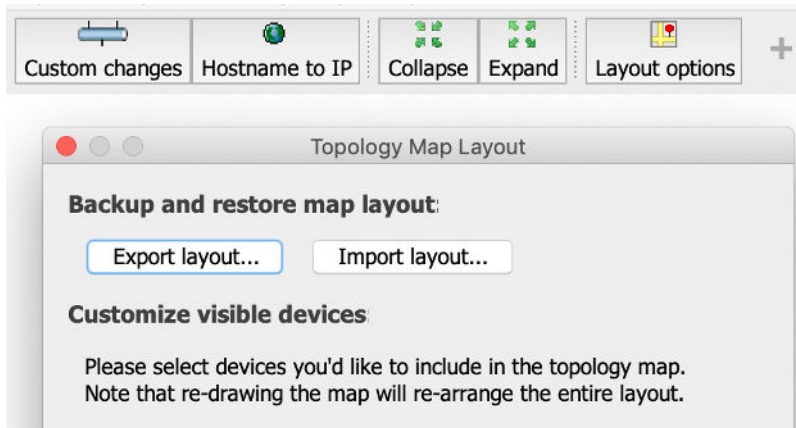 Custom changes Hostname to IP Collapse Expand Layout options
Topology Map Layout
Backup and restore map layout:
Export layout... Import layout...
Customize visible devices:
Please select devices you'd like to include in the topology map.
Note that re-drawing the map will re-arrange the entire layout.